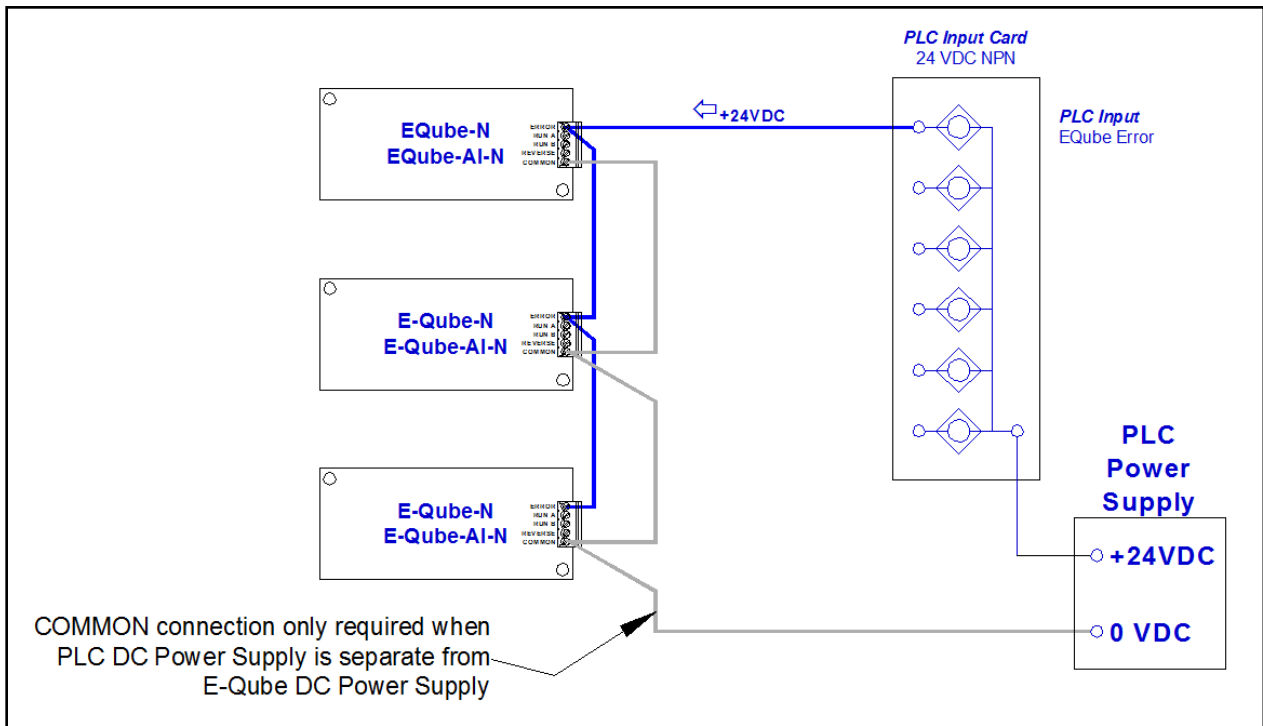 PLC Input Card
24 VDC NPN
+24VDC
PLC Input
EQube Error
EQube-N
EQube-AI-N
ERROR
RUN A
RUN B
REVERSE
COMMON
E-Qube-N
E-Qube-AI-N
ERROR
RUN A
RUN B
REVERSE
COMMON
E-Qube-N
E-Qube-AI-N
ERROR
RUN A
RUN B
REVERSE
COMMON
PLC
Power
Supply
+24VDC
0 VDC
COMMON connection only required when
PLC DC Power Supply is separate from
E-Qube DC Power Supply